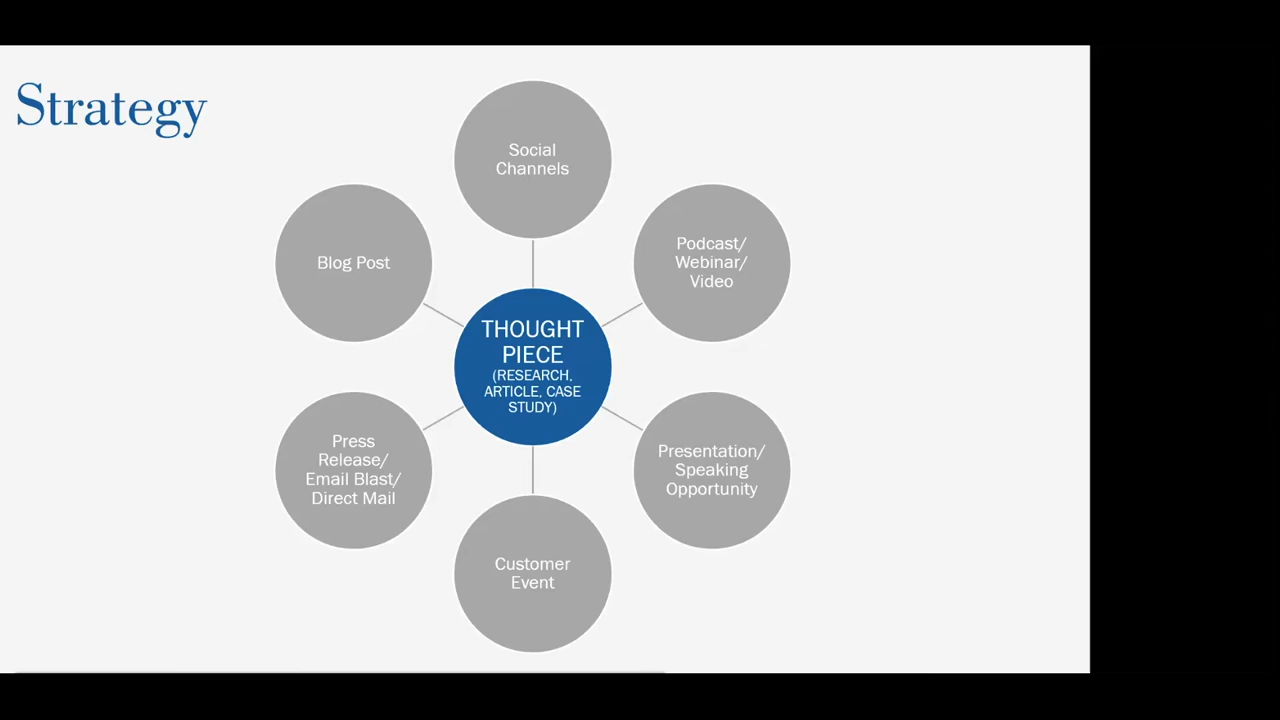 Strategy
Social
Channels
Podcast/
Webinar/
Video
Blog Post
THOUGHT
PIECE
(RESEARCH,
ARTICLE, CASE
STUDY)
Presentation/
Speaking
Opportunity
Press
Release/
Email Blast/
Direct Mail
Customer
Event